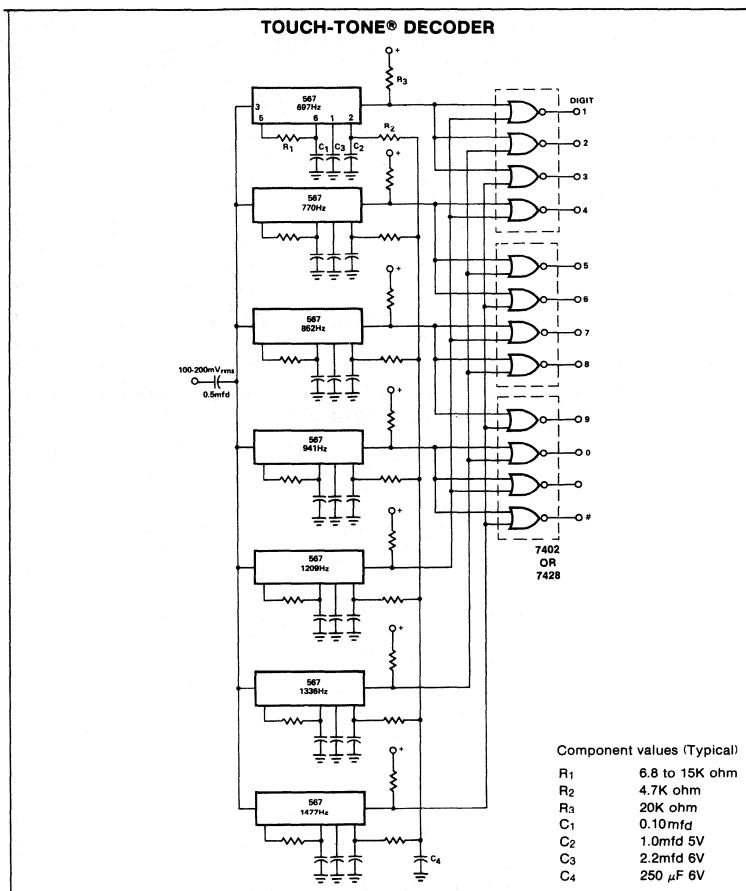 TOUCH-TONE® DECODER
+
R3
567
697Hz
3
5
6
1
2
R1
C1
C3
C2
R2
DIGIT
1
2
3
4
+
567
770Hz
5
6
7
8
+
567
852Hz
100-200mVrms
0.5mfd
+
567
941Hz
9
0
#
7402
OR
7428
+
567
1209Hz
+
567
1336Hz
+
567
1477Hz
C4
Component values (Typical)
R1 6.8 to 15K ohm
R2 4.7K ohm
R3 20K ohm
C1 0.10mfd
C2 1.0mfd 5V
C3 2.2mfd 6V
C4 250 µF 6V